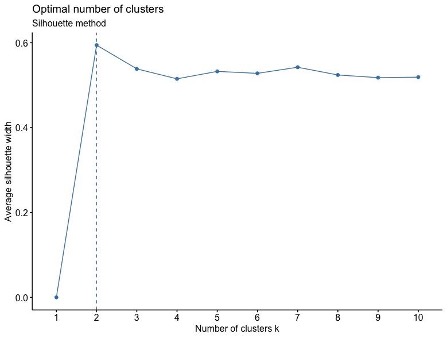 Optimal number of clusters
Silhouette method
Average silhouette width
0.6
0.4
0.2
0.0
1 2 3 4 5 6 7 8 9 10
Number of clusters k